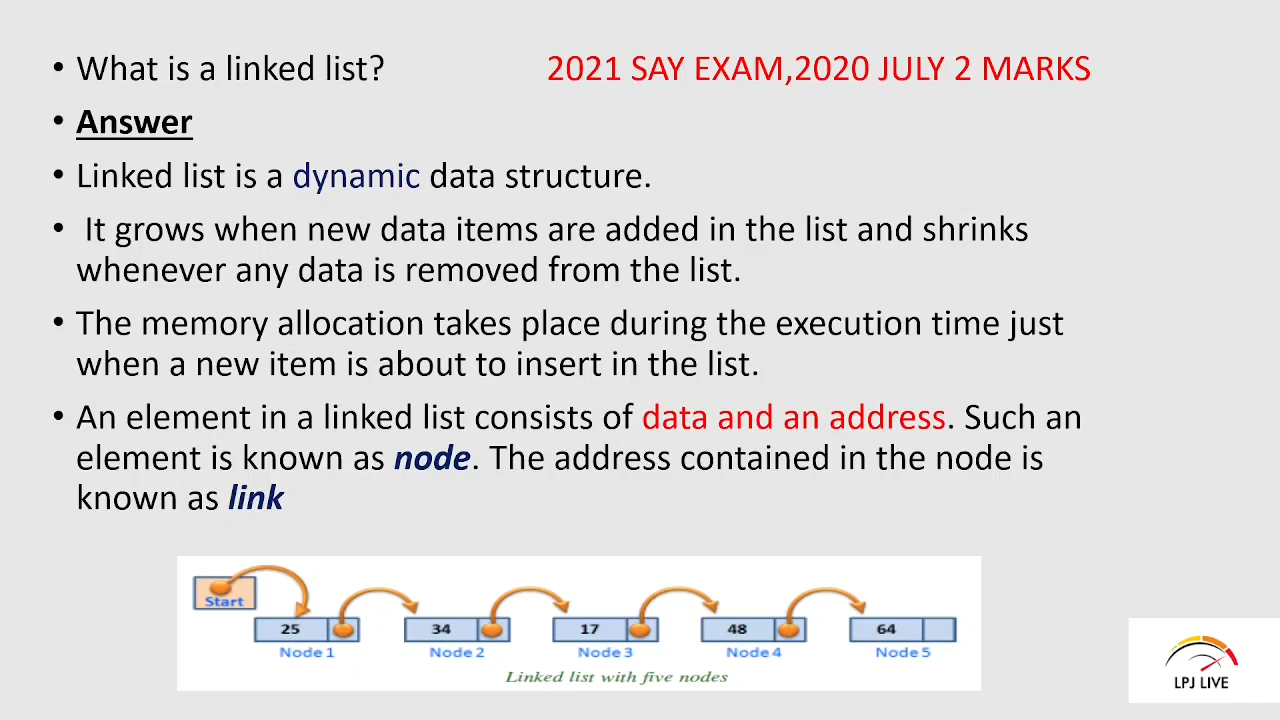 • What is a linked list? 2021 SAY EXAM,2020 JULY 2 MARKS
• Answer
• Linked list is a dynamic data structure.
• It grows when new data items are added in the list and shrinks
whenever any data is removed from the list.
• The memory allocation takes place during the execution time just
when a new item is about to insert in the list.
• An element in a linked list consists of data and an address. Such an
element is known as node. The address contained in the node is
known as link
Start
25 34 17 48 64
Node 1 Node 2 Node 3 Node 4 Node 5
Linked list with five nodes
LPJ LIVE